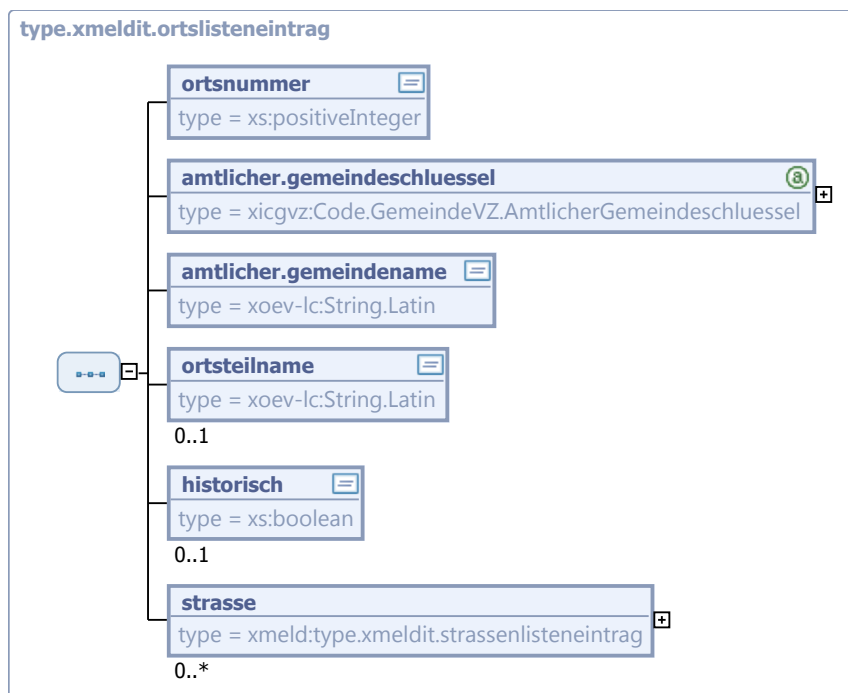 type.xmeldit.ortslisteneintrag
ortsnummer
type = xs:positiveInteger
amtlicher.gemeindeschluessel
type = xicgvz:Code.GemeindeVZ.AmtlicherGemeindeschluessel
amtlicher.gemeindename
type = xoev-lc:String.Latin
ortsteilname
type = xoev-lc:String.Latin
0..1
historisch
type = xs:boolean
0..1
strasse
type = xmeld:type.xmeldit.strassenlisteneintrag
0..*